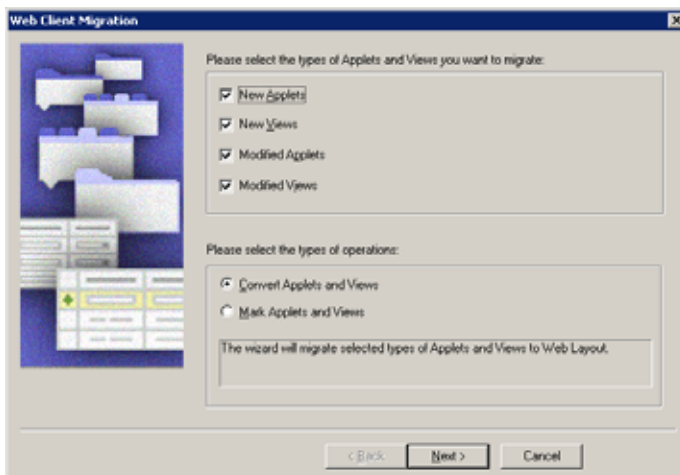 Web Client Migration
Please select the types of Applets and Views you want to migrate:
New Applets
New Views
Modified Applets
Modified Views
Please select the types of operations:
Convert Applets and Views
Mark Applets and Views
The wizard will migrate selected types of Applets and Views to Web Layout.
< Back
Next >
Cancel